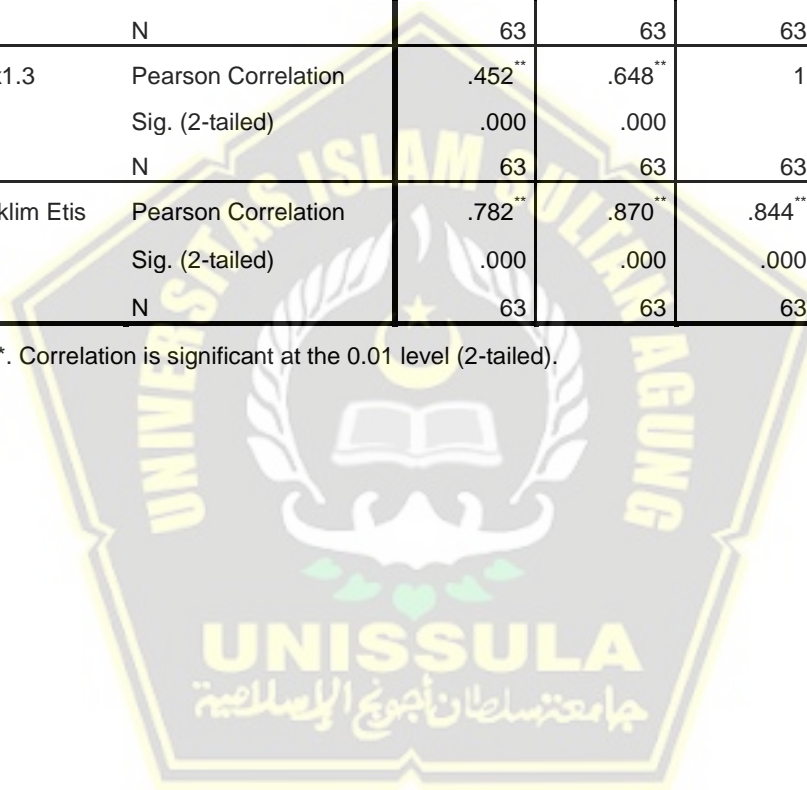 N 63 63 63
x1.3 Pearson Correlation .452** .648** 1
Sig. (2-tailed) .000 .000
N 63 63 63
klim Etis Pearson Correlation .782** .870** .844**
Sig. (2-tailed) .000 .000 .000
N 63 63 63
*. Correlation is significant at the 0.01 level (2-tailed).
UNIVERSITAS ISLAM SULTAN AGUNG
UNISSULA
جامعة سلطان أجونج الإسلامية